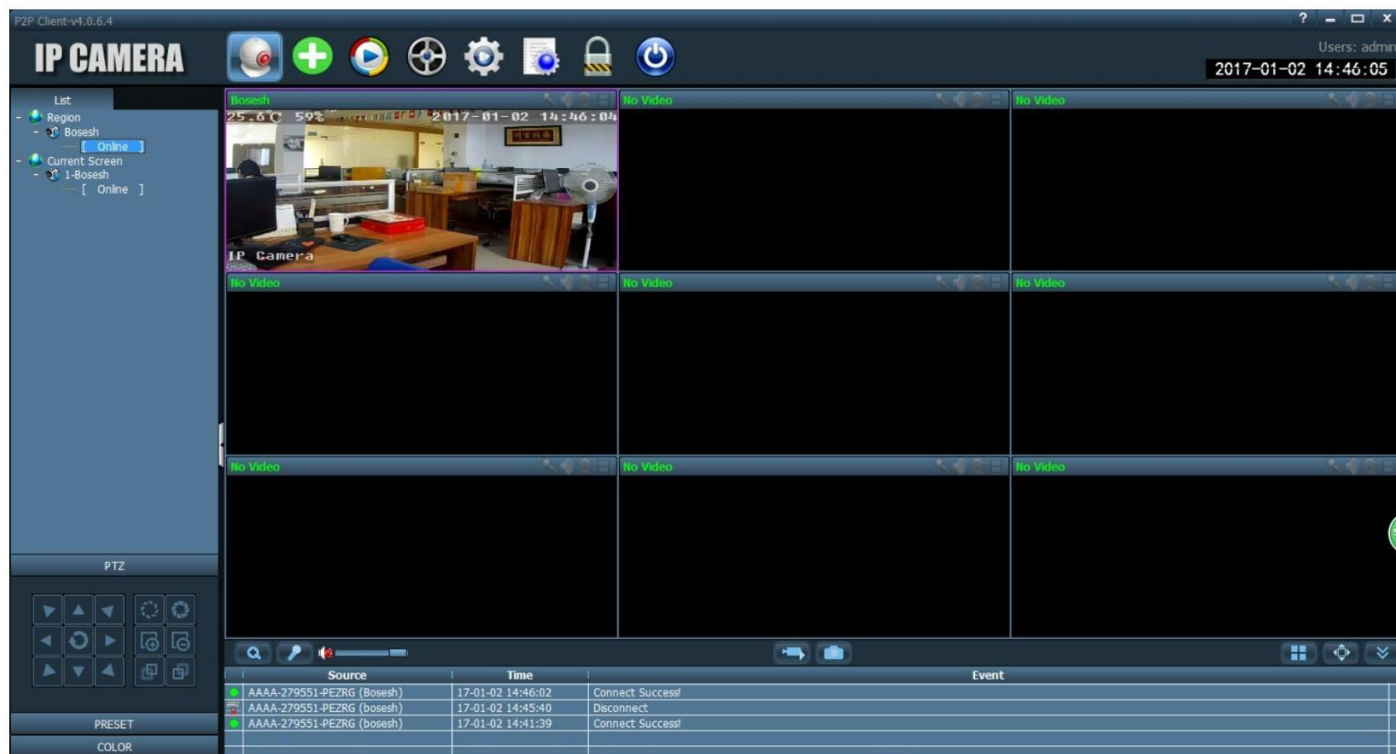 P2P Client-v4.0.6.4
IP CAMERA
Users: admin
2017-01-02 14:46:05
List
- Region
- Bosesh
[ Online ]
- Current Screen
- 1-Bosesh
[ Online ]
Bosesh
No Video
No Video
25.6℃ 59% 2017-01-02 14:46:04
IP Camera
No Video
No Video
No Video
No Video
No Video
No Video
PTZ
PRESET
COLOR
Source Time Event
AAAA-279551-PEZRG (Bosesh) 17-01-02 14:46:02 Connect Success!
AAAA-279551-PEZRG (bosesh) 17-01-02 14:45:40 Disconnect
AAAA-279551-PEZRG (bosesh) 17-01-02 14:41:39 Connect Success!